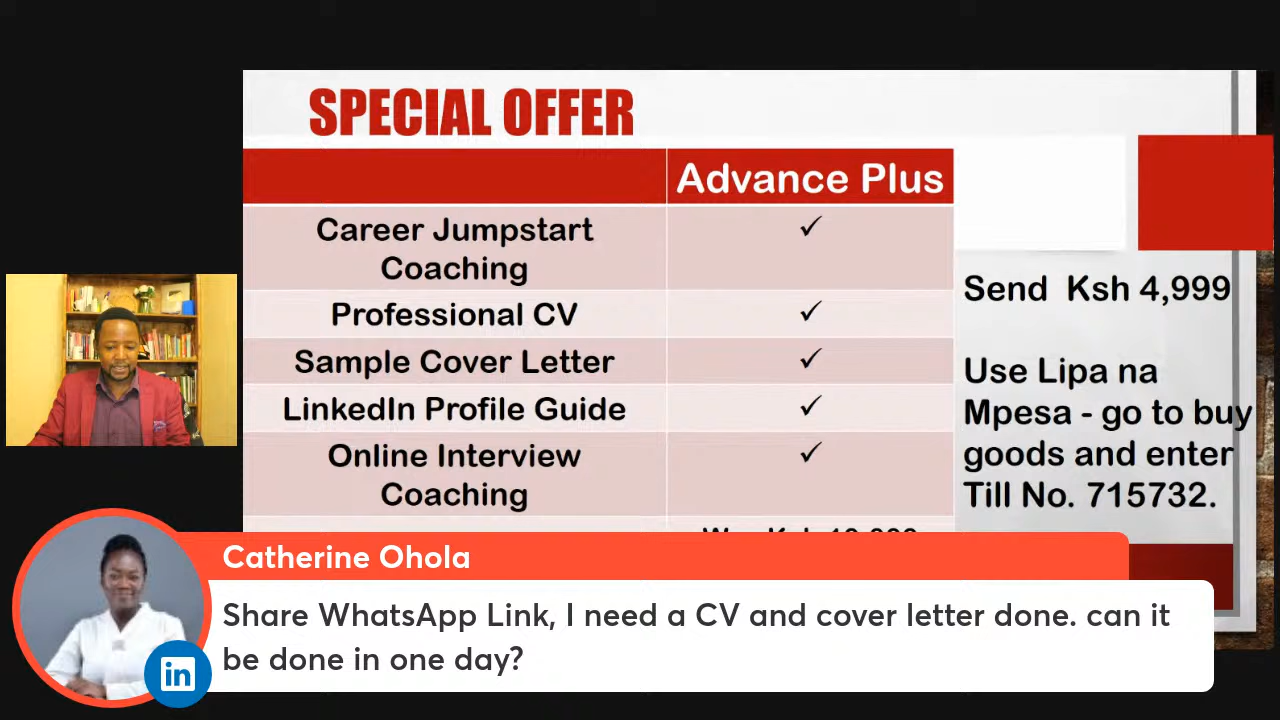 SPECIAL OFFER
Advance Plus
Career Jumpstart
Coaching
✓
Professional CV
✓
Sample Cover Letter
✓
LinkedIn Profile Guide
✓
Online Interview
Coaching
✓
Send Ksh 4,999
Use Lipa na
Mpesa - go to buy
goods and enter
Till No. 715732.
Catherine Ohola
Share WhatsApp Link, I need a CV and cover letter done. can it
be done in one day?
in